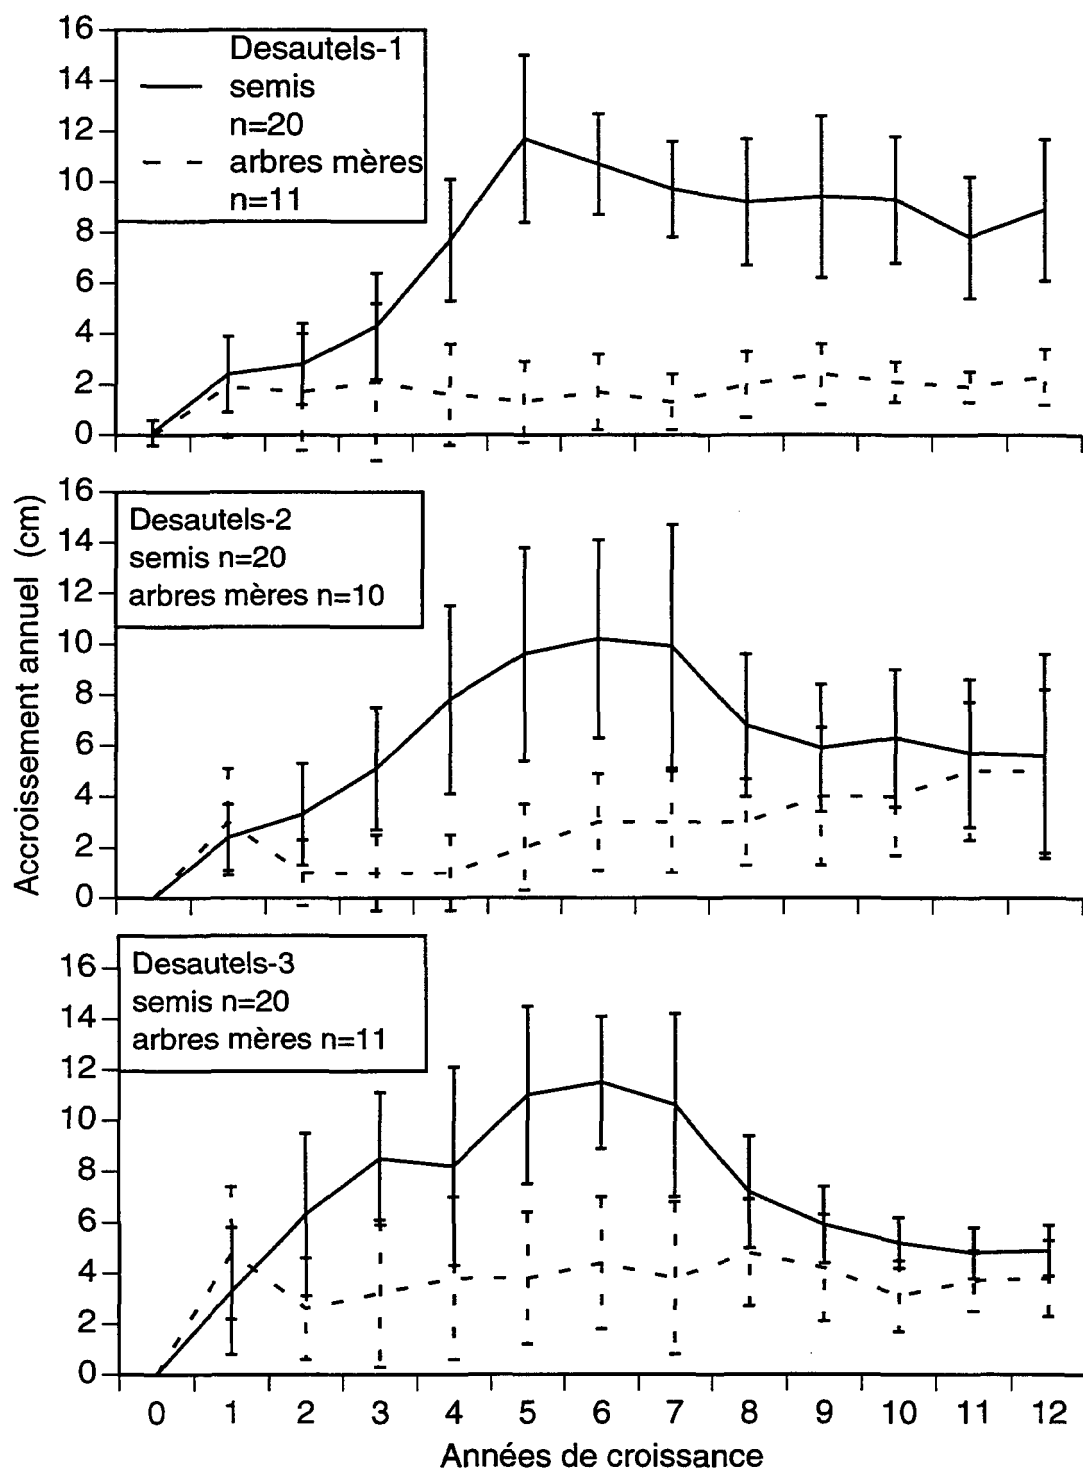 16
14
12
10
8
6
4
2
0
Desautels-1
semis
n=20
arbres mères
n=11
Accroissement annuel (cm)
16
14
12
10
8
6
4
2
0
Desautels-2
semis n=20
arbres mères n=10
16
14
12
10
8
6
4
2
0
Desautels-3
semis n=20
arbres mères n=11
0 1 2 3 4 5 6 7 8 9 10 11 12
Années de croissance